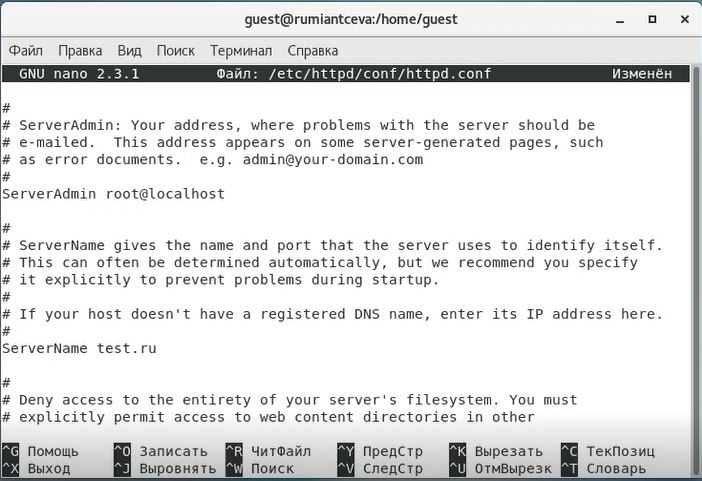 guest@rumiantceva:/home/guest
Файл Правка Вид Поиск Терминал Справка
GNU nano 2.3.1 Файл: /etc/httpd/conf/httpd.conf Изменён
#
# ServerAdmin: Your address, where problems with the server should be
# e-mailed.  This address appears on some server-generated pages, such
# as error documents.  e.g. admin@your-domain.com
#
ServerAdmin root@localhost
#
# ServerName gives the name and port that the server uses to identify itself.
# This can often be determined automatically, but we recommend you specify
# it explicitly to prevent problems during startup.
#
# If your host doesn't have a registered DNS name, enter its IP address here.
#
ServerName test.ru
#
# Deny access to the entirety of your server's filesystem. You must
# explicitly permit access to web content directories in other
^G Помощь ^O Записать ^R ЧитФайл ^Y ПредСтр ^K Вырезать ^C ТекПозиц
^X Выход ^J Выровнять ^W Поиск ^V СледСтр ^U ОтмВырезк ^T Словарь